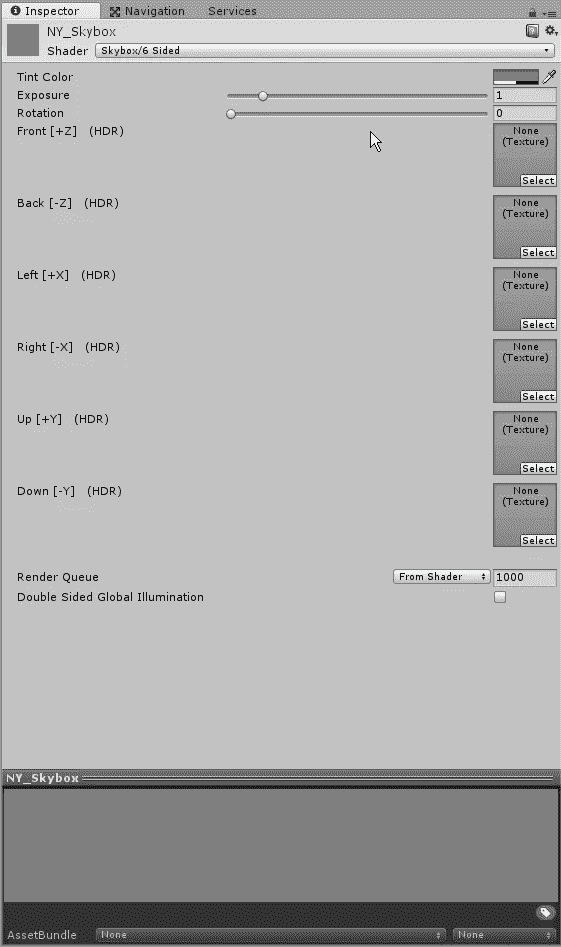 Inspector Navigation Services
NY_Skybox
Shader Skybox/6 Sided
Tint Color
Exposure 1
Rotation 0
Front [+Z] (HDR) None
(Texture)
Select
Back [-Z] (HDR) None
(Texture)
Select
Left [+X] (HDR) None
(Texture)
Select
Right [-X] (HDR) None
(Texture)
Select
Up [+Y] (HDR) None
(Texture)
Select
Down [-Y] (HDR) None
(Texture)
Select
Render Queue From Shader 1000
Double Sided Global Illumination
NY_Skybox
AssetBundle None None